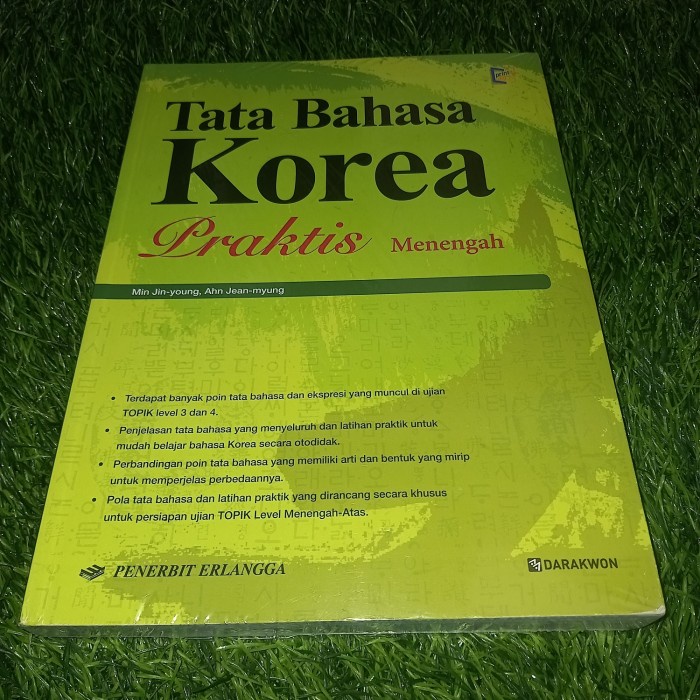 Tata Bahasa
Korea
Praktis Menengah
Min Jin-young, Ahn Jean-myung
• Terdapat banyak poin tata bahasa dan ekspresi yang muncul di ujian
TOPIK level 3 dan 4.
• Penjelasan tata bahasa yang menyeluruh dan latihan praktik untuk
mudah belajar bahasa Korea secara otodidak.
• Perbandingan poin tata bahasa yang memiliki arti dan bentuk yang mirip
untuk memperjelas perbedaannya.
• Pola tata bahasa dan latihan praktik yang dirancang secara khusus
untuk persiapan ujian TOPIK Level Menengah-Atas.
PENERBIT ERLANGGA
DARAKWON